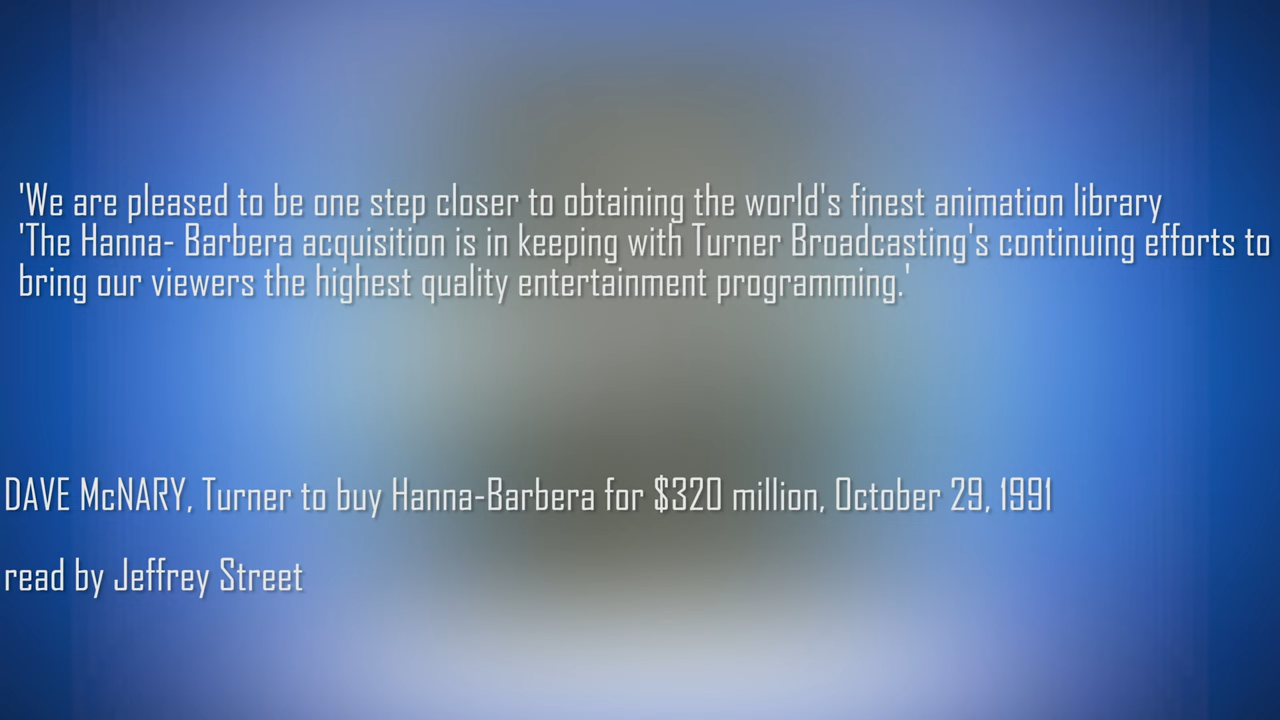 'We are pleased to be one step closer to obtaining the world's finest animation library
'The Hanna- Barbera acquisition is in keeping with Turner Broadcasting's continuing efforts to
bring our viewers the highest quality entertainment programming.'
DAVE McNARY, Turner to buy Hanna-Barbera for $320 million, October 29, 1991
read by Jeffrey Street